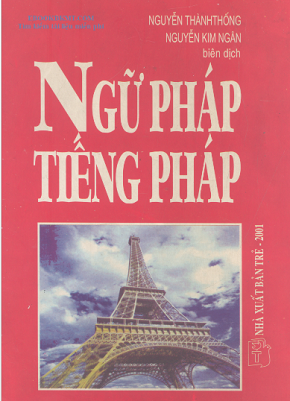 NGUYỄN THÀNHTHỐNG
NGUYỄN KIM NGÂN
biên dịch
NGỮ PHÁP
TIẾNG PHÁP
NHÀ XUẤT BẢN TRẺ - 2001